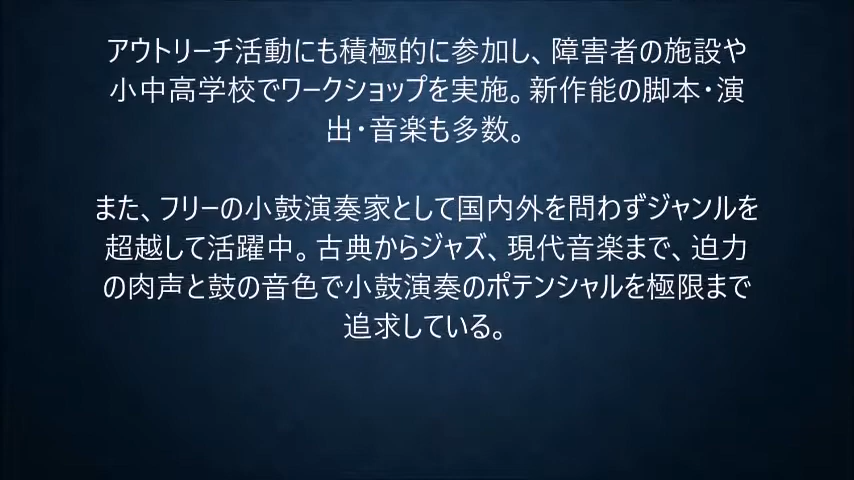 アウトリーチ活動にも積極的に参加し、障害者の施設や
小中高学校でワークショップを実施。新作能の脚本・演
出・音楽も多数。
また、フリーの小鼓演奏家として国内外を問わずジャンルを
超越して活躍中。古典からジャズ、現代音楽まで、迫力
の肉声と鼓の音色で小鼓演奏のポテンシャルを極限まで
追求している。